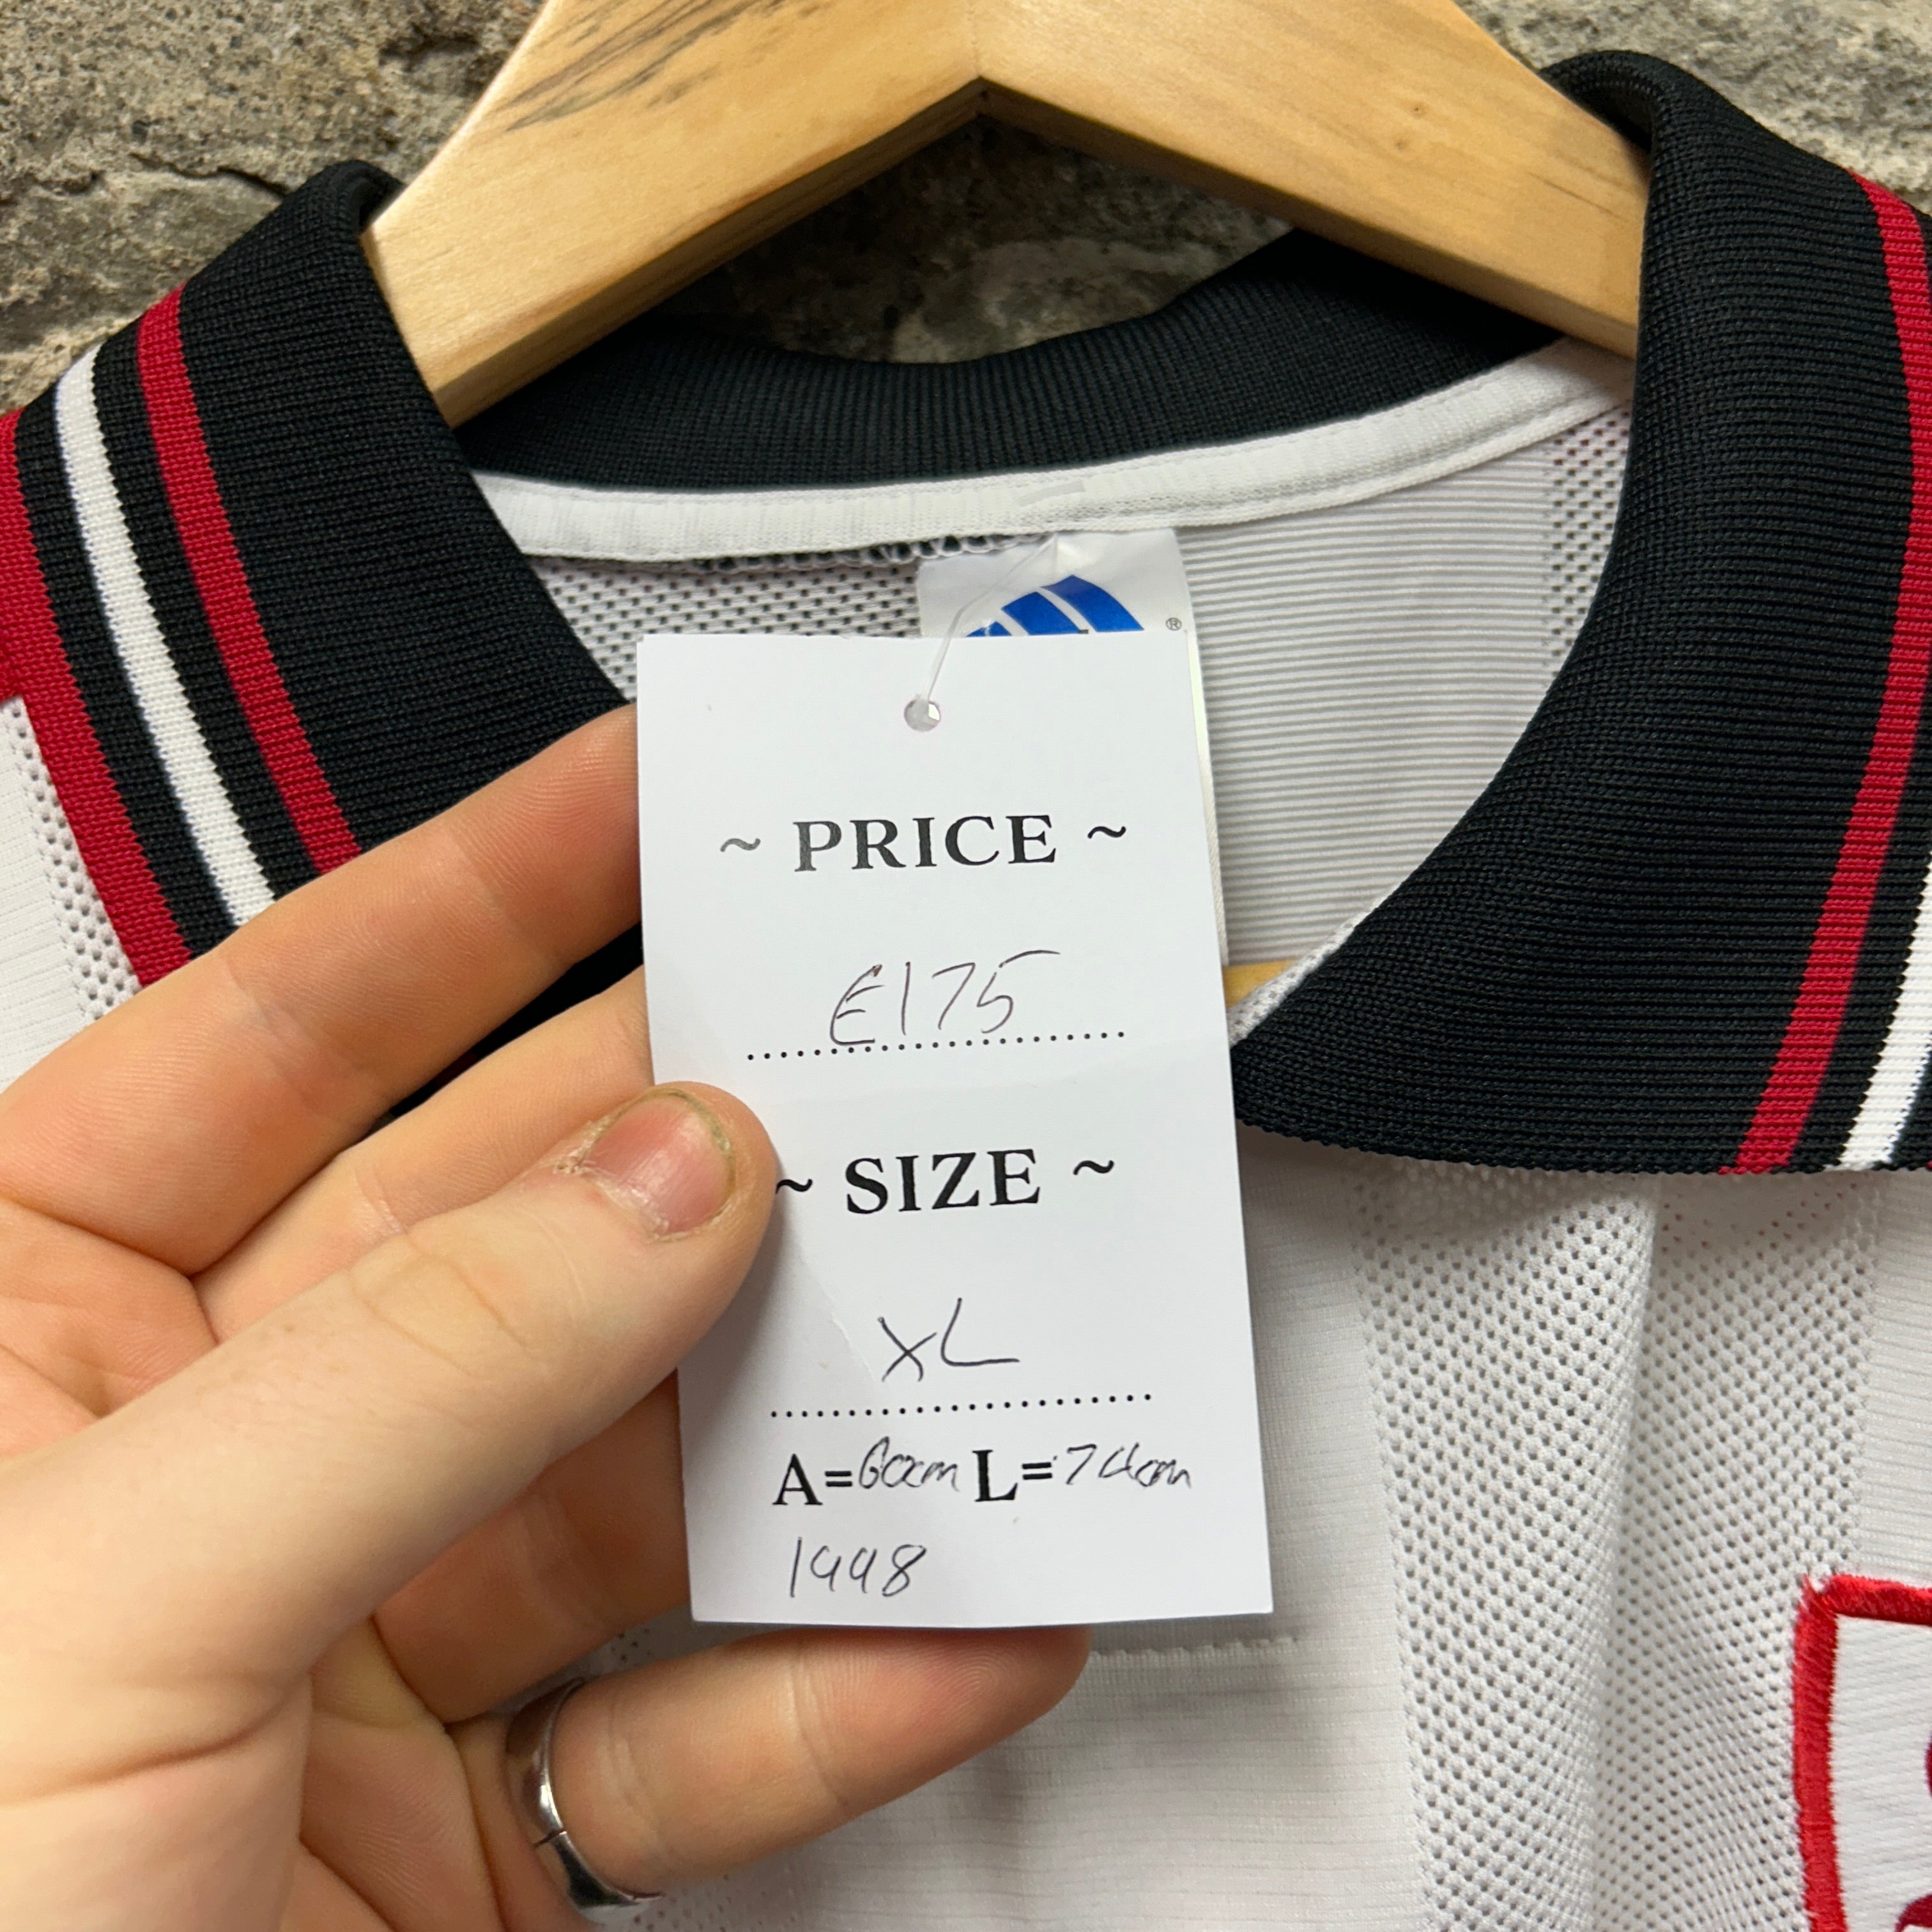 ®
~ PRICE ~
£175
~ SIZE ~
XL
A=60cm L=74cm
1998